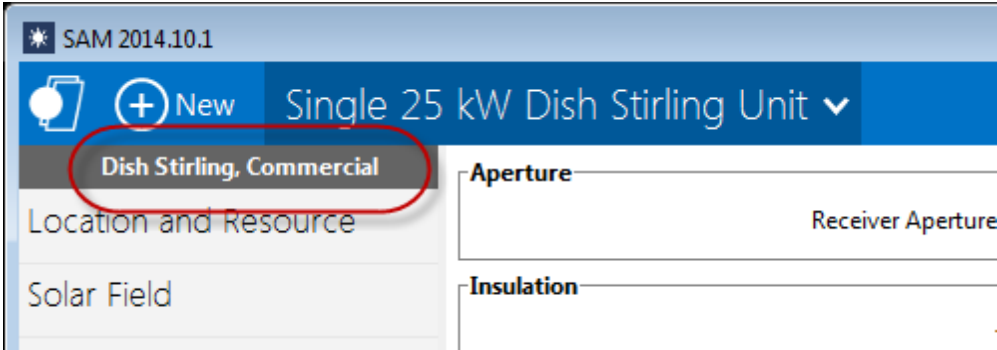 SAM 2014.10.1
New
Single 25 kW Dish Stirling Unit
Dish Stirling, Commercial
Location and Resource
Solar Field
Aperture
Receiver Aperture
Insulation